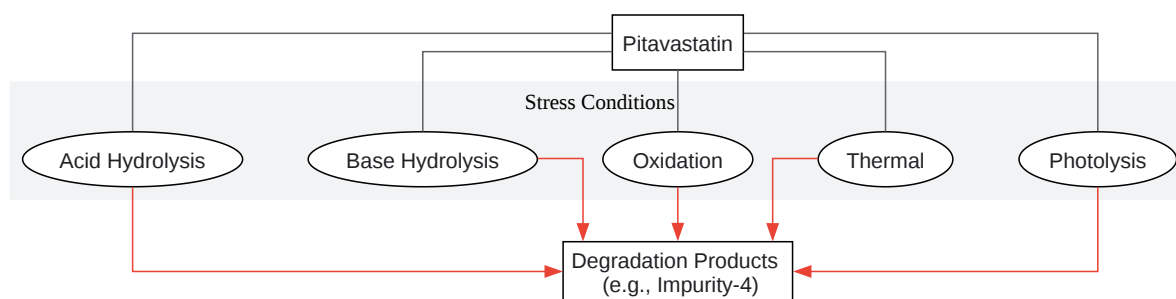 Pitavastatin
Stress Conditions
Acid Hydrolysis
Base Hydrolysis
Oxidation
Thermal
Photolysis
Degradation Products
(e.g., Impurity-4)